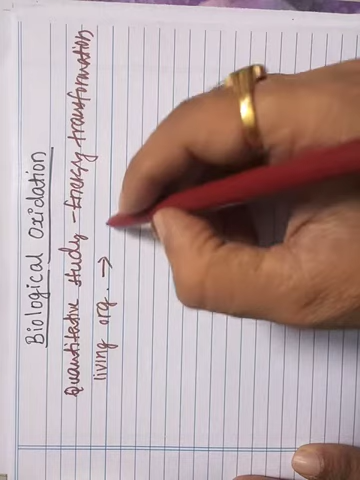 Biological Oxidation
Quantitative study - Energy transformation
living org. →